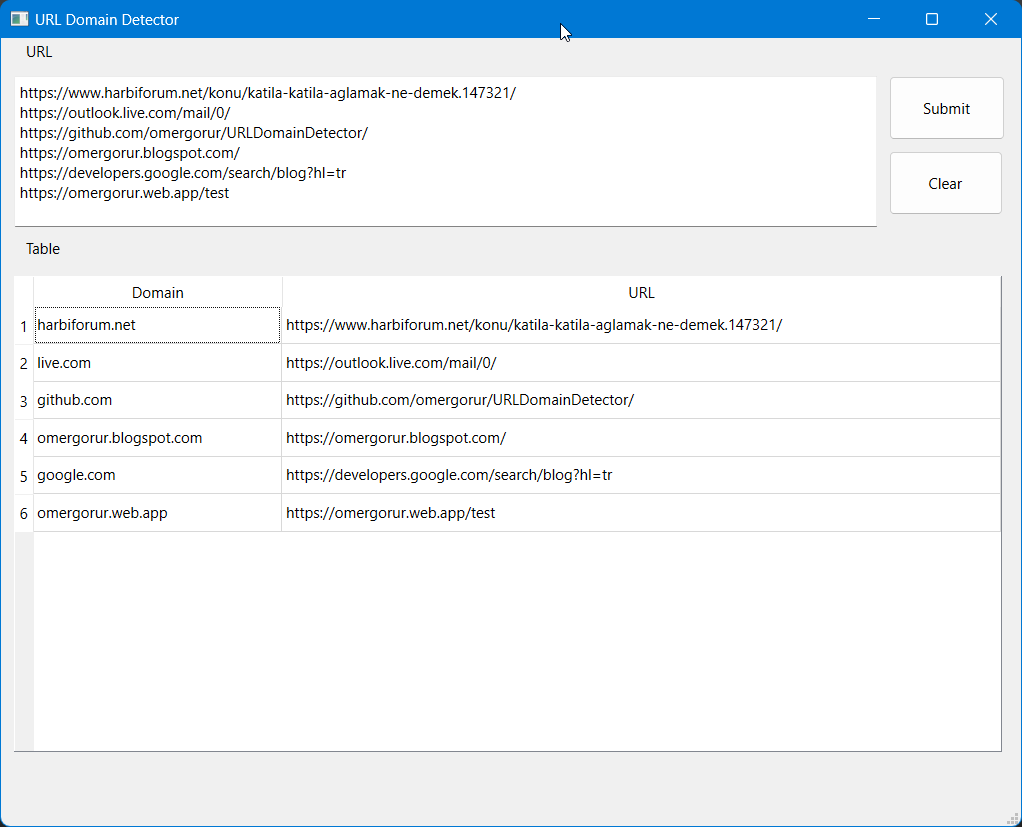 URL Domain Detector
URL
https://www.harbiforum.net/konu/katila-katila-aglamak-ne-demek.147321/
https://outlook.live.com/mail/0/
https://github.com/omergorur/URLDomainDetector/
https://omergorur.blogspot.com/
https://developers.google.com/search/blog?hl=tr
https://omergorur.web.app/test
Submit
Clear
Table
Domain URL
1 harbiforum.net https://www.harbiforum.net/konu/katila-katila-aglamak-ne-demek.147321/
2 live.com https://outlook.live.com/mail/0/
3 github.com https://github.com/omergorur/URLDomainDetector/
4 omergorur.blogspot.com https://omergorur.blogspot.com/
5 google.com https://developers.google.com/search/blog?hl=tr
6 omergorur.web.app https://omergorur.web.app/test